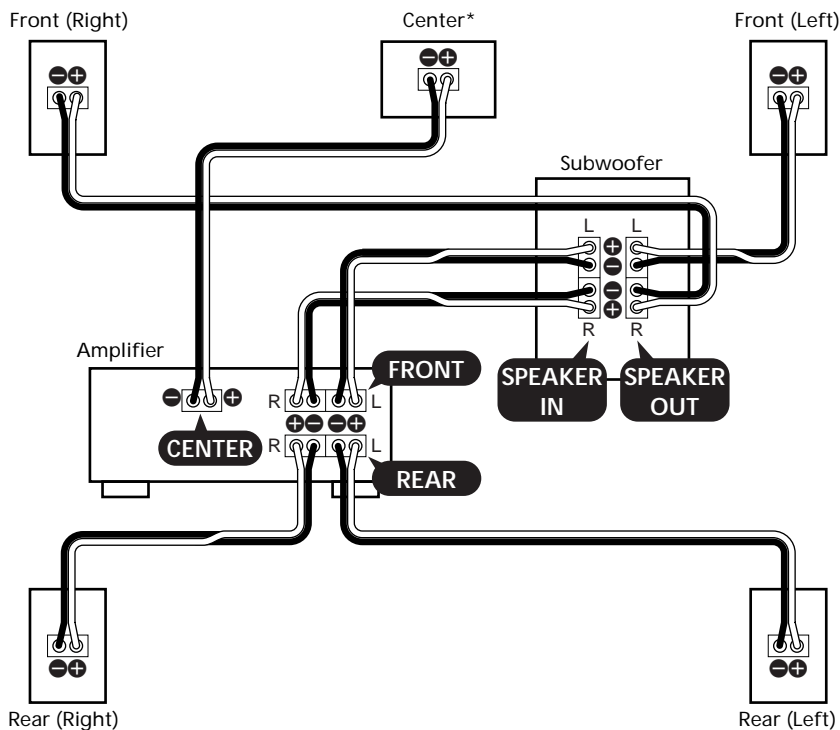 Front (Right)
Center*
Front (Left)
Subwoofer
L
L
R
R
SPEAKER
IN
SPEAKER
OUT
Amplifier
FRONT
R
L
CENTER
R
L
REAR
Rear (Right)
Rear (Left)